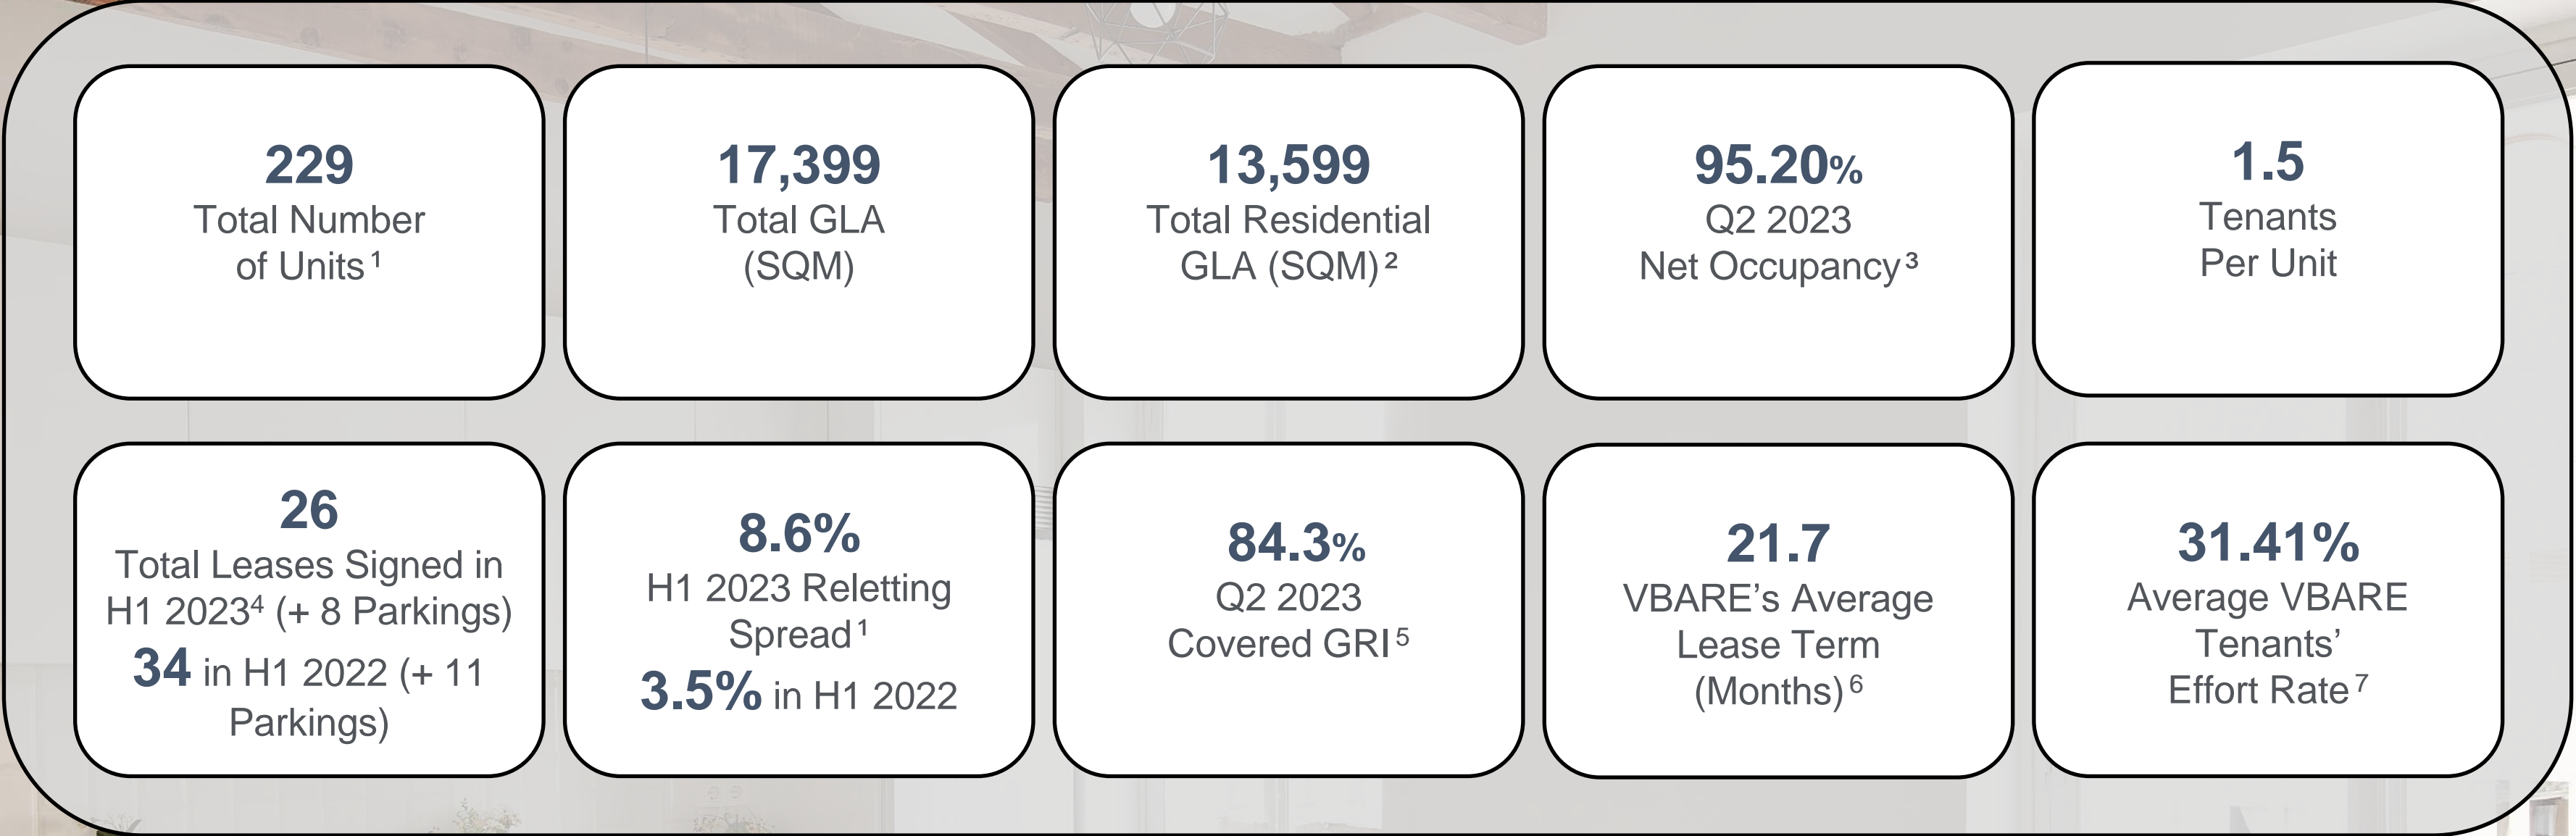 229
Total Number
of Units¹
17,399
Total GLA
(SQM)
13,599
Total Residential
GLA (SQM)²
95.20%
Q2 2023
Net Occupancy³
1.5
Tenants
Per Unit
26
Total Leases Signed in
H1 2023⁴ (+ 8 Parkings)
34 in H1 2022 (+ 11
Parkings)
8.6%
H1 2023 Reletting
Spread¹
3.5% in H1 2022
84.3%
Q2 2023
Covered GRI⁵
21.7
VBARE’s Average
Lease Term
(Months)⁶
31.41%
Average VBARE
Tenants’
Effort Rate⁷